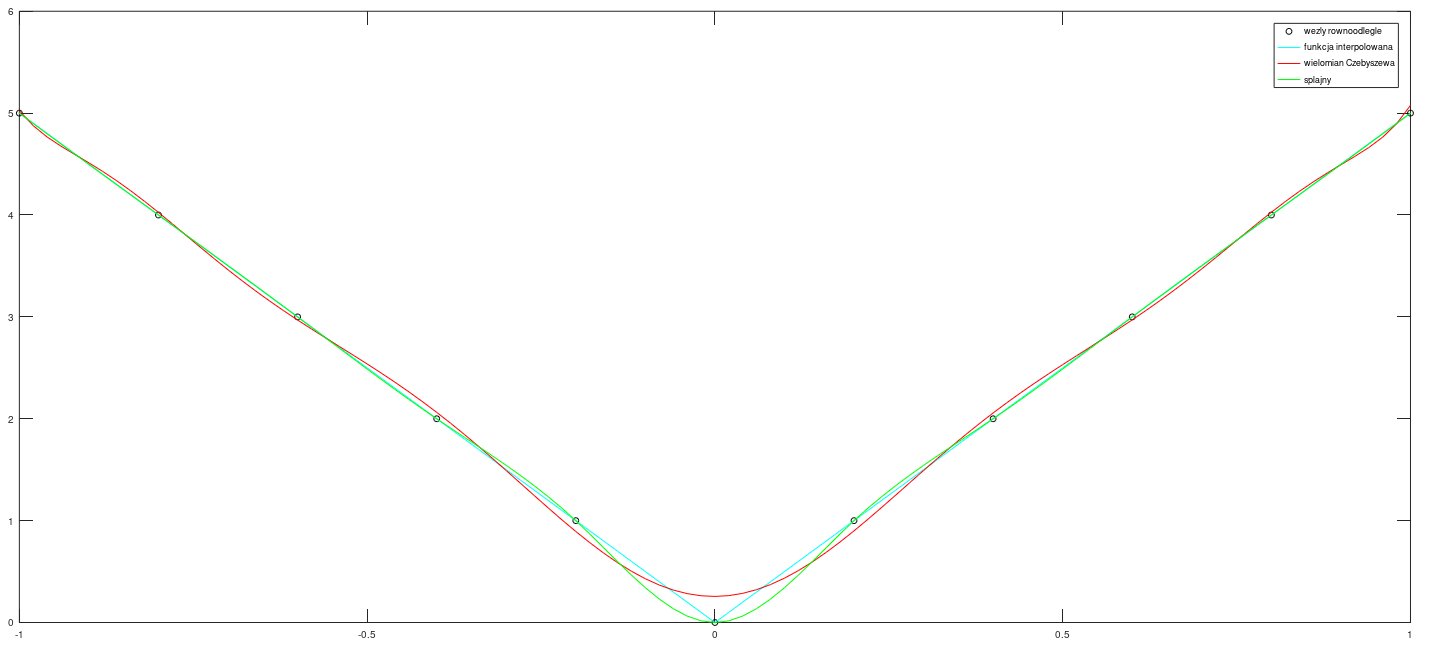 6
wezly rownoodlegle
funkcja interpolowana
wielomian Czebyszewa
splajny
5
4
3
2
1
0
-1 -0.5 0 0.5 1